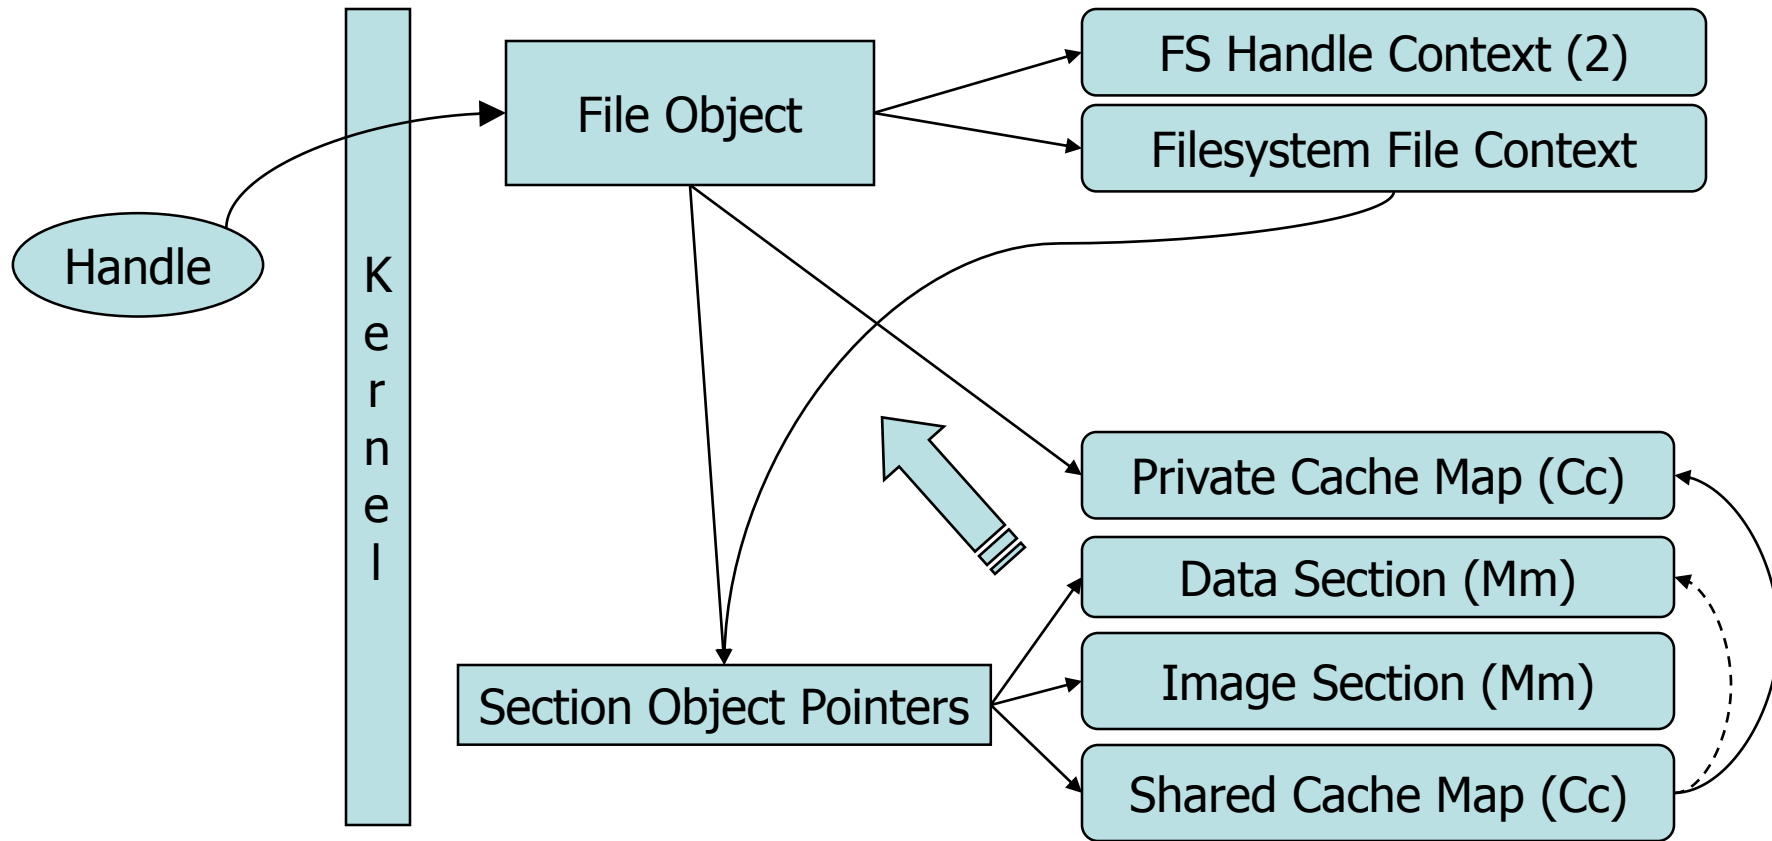 FS Handle Context (2)
File Object
Filesystem File Context
Handle
K
e
r
n
e
l
Private Cache Map (Cc)
Data Section (Mm)
Image Section (Mm)
Section Object Pointers
Shared Cache Map (Cc)